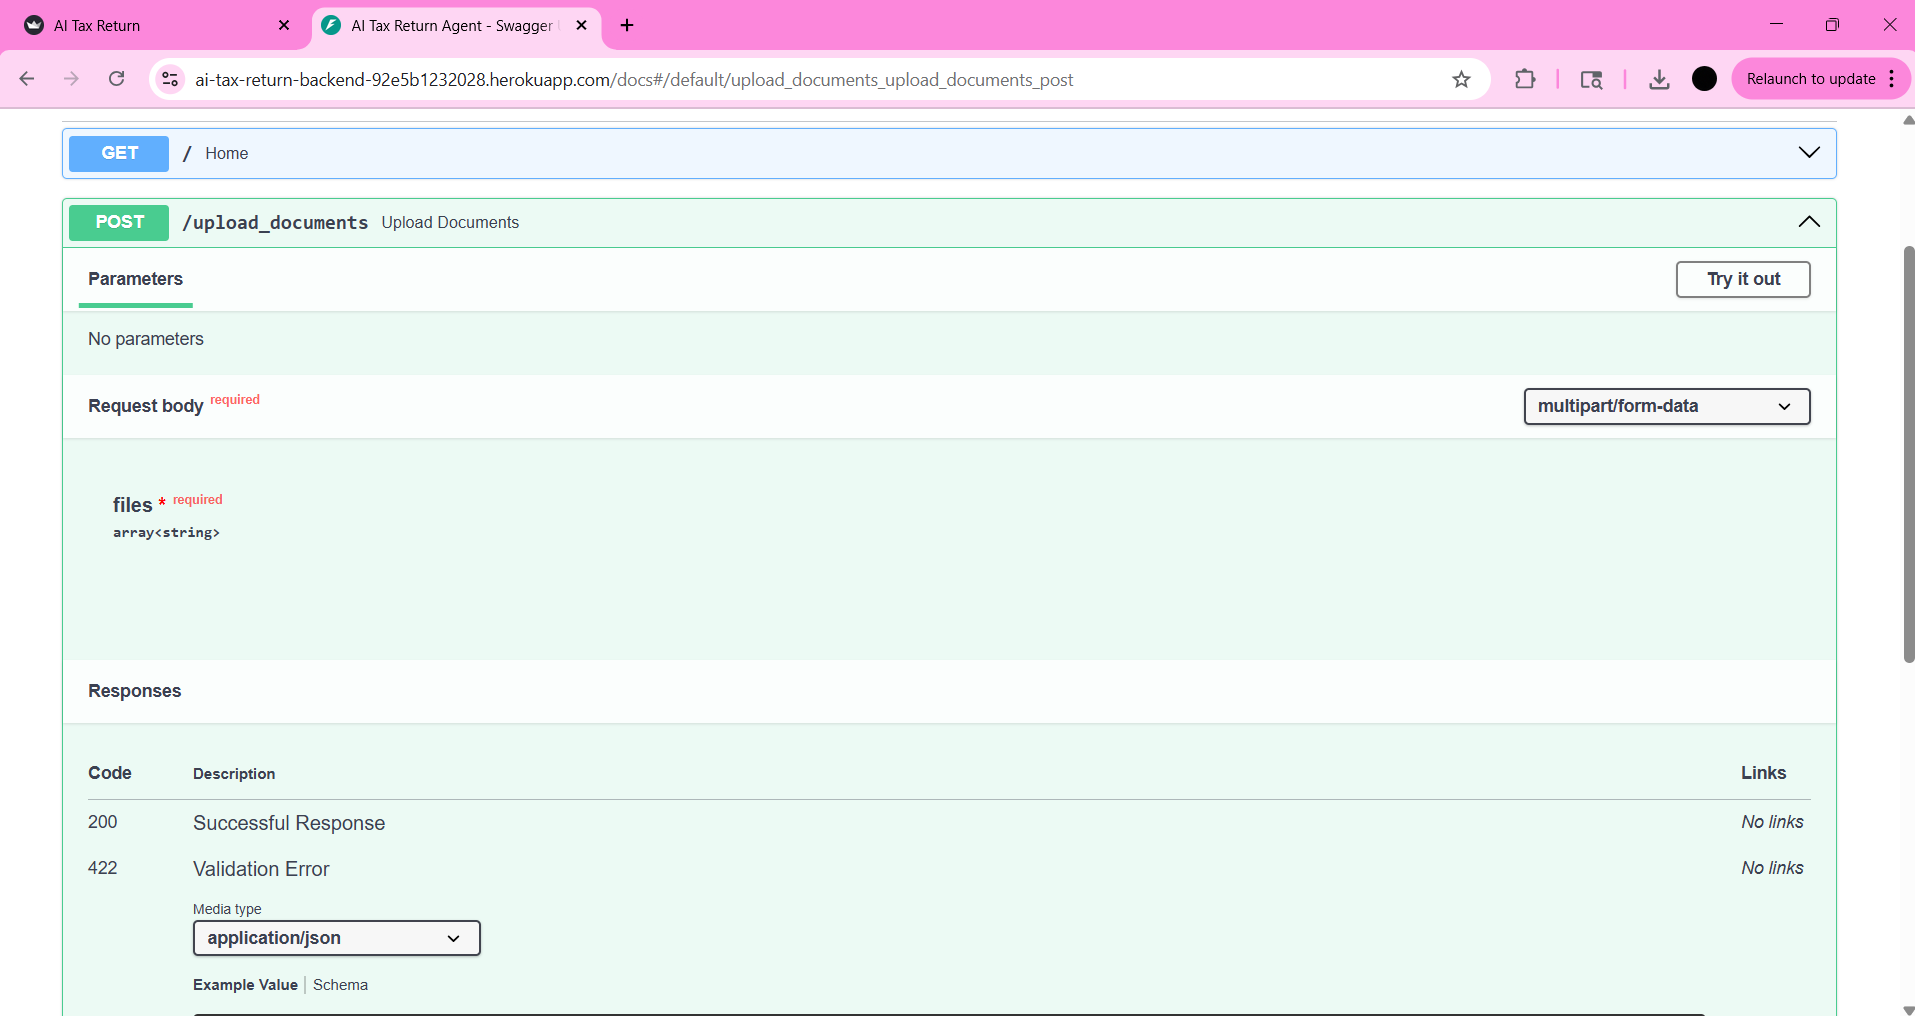 AI Tax Return
AI Tax Return Agent - Swagger
ai-tax-return-backend-92e5b1232028.herokuapp.com/docs#/default/upload_documents_upload_documents_post
Relaunch to update
GET / Home
POST /upload_documents Upload Documents
Parameters
Try it out
No parameters
Request body required
multipart/form-data
files * required
array<string>
Responses
Code Description Links
200 Successful Response No links
422 Validation Error No links
Media type
application/json
Example Value Schema